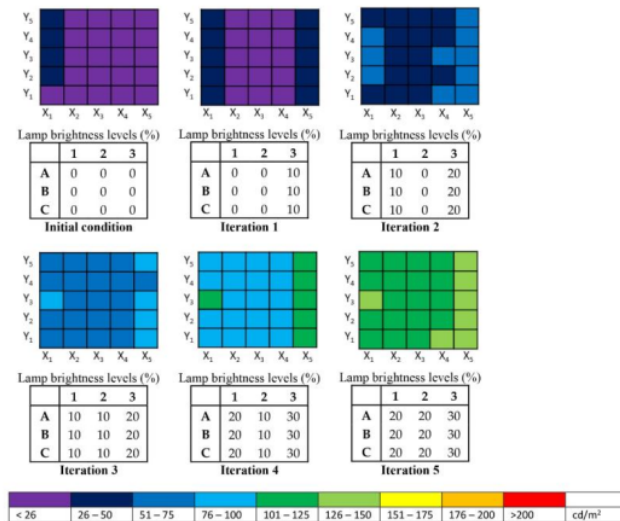 Y5
Y4
Y3
Y2
Y1
X1 X2 X3 X4 X5
Lamp brightness levels (%)
1 2 3
A 0 0 0
B 0 0 0
C 0 0 0
Initial condition
Y5
Y4
Y3
Y2
Y1
X1 X2 X3 X4 X5
Lamp brightness levels (%)
1 2 3
A 0 0 10
B 0 0 10
C 0 0 10
Iteration 1
Y5
Y4
Y3
Y2
Y1
X1 X2 X3 X4 X5
Lamp brightness levels (%)
1 2 3
A 10 0 20
B 10 0 20
C 10 0 20
Iteration 2
Y5
Y4
Y3
Y2
Y1
X1 X2 X3 X4 X5
Lamp brightness levels (%)
1 2 3
A 10 10 20
B 10 10 20
C 10 10 20
Iteration 3
Y5
Y4
Y3
Y2
Y1
X1 X2 X3 X4 X5
Lamp brightness levels (%)
1 2 3
A 20 10 30
B 20 10 30
C 20 10 30
Iteration 4
Y5
Y4
Y3
Y2
Y1
X1 X2 X3 X4 X5
Lamp brightness levels (%)
1 2 3
A 20 20 30
B 20 20 30
C 20 20 30
Iteration 5
< 26 26 – 50 51 – 75 76 – 100 101 – 125 126 – 150 151 – 175 176 – 200 >200 cd/m²